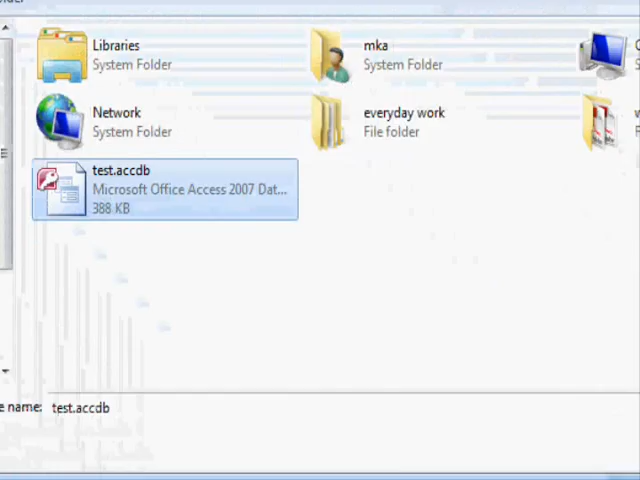 Libraries
System Folder
mka
System Folder
Network
System Folder
everyday work
File folder
test.accdb
Microsoft Office Access 2007 Dat...
388 KB
name: test.accdb